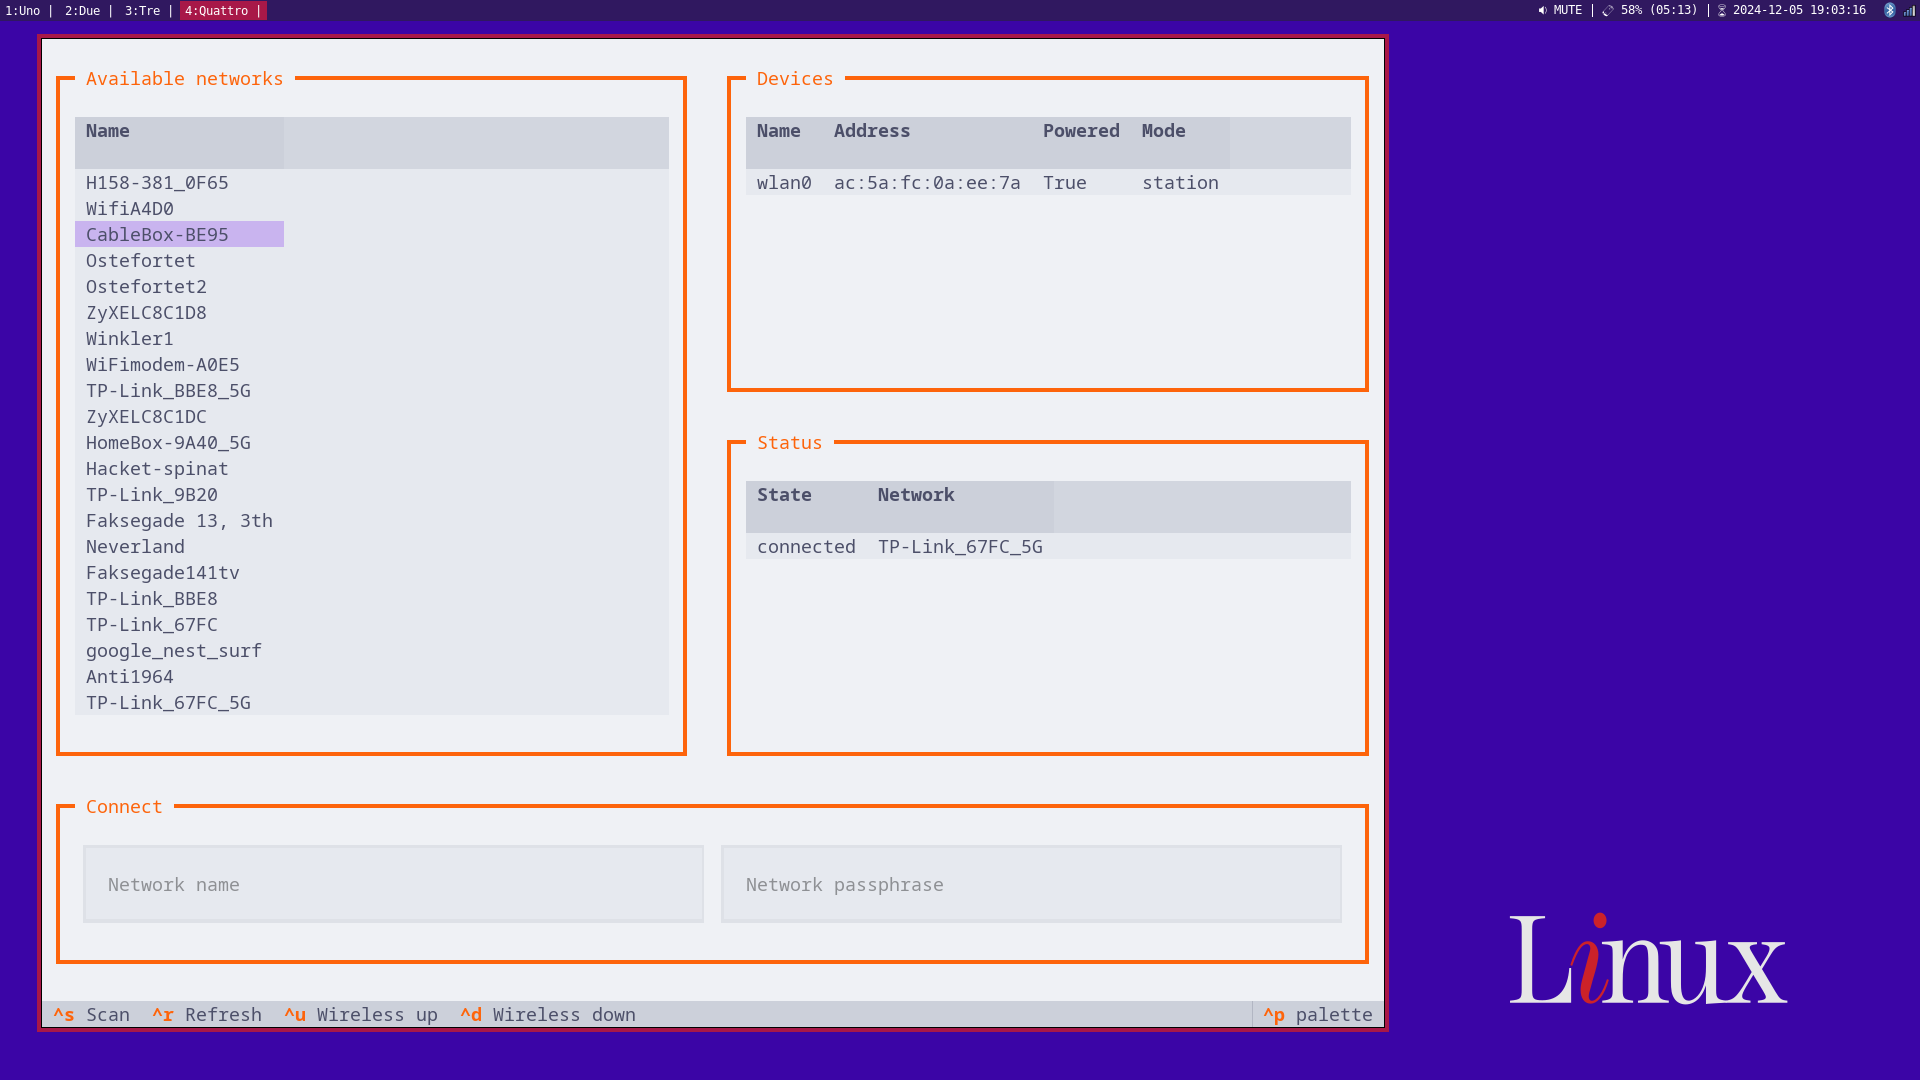 1:Uno | 2:Due | 3:Tre | 4:Quattro |
MUTE | 58% (05:13) | 2024-12-05 19:03:16
Available networks
Name
H158-381_0F65
WifiA4D0
CableBox-BE95
Ostefortet
Ostefortet2
ZyXELC8C1D8
Winkler1
WiFimodem-A0E5
TP-Link_BBE8_5G
ZyXELC8C1DC
HomeBox-9A40_5G
Hacket-spinat
TP-Link_9B20
Faksegade 13, 3th
Neverland
Faksegade141tv
TP-Link_BBE8
TP-Link_67FC
google_nest_surf
Anti1964
TP-Link_67FC_5G
Devices
Name Address Powered Mode
wlan0 ac:5a:fc:0a:ee:7a True station
Status
State Network
connected TP-Link_67FC_5G
Connect
Network name
Network passphrase
^s Scan ^r Refresh ^u Wireless up ^d Wireless down
^p palette
Linux